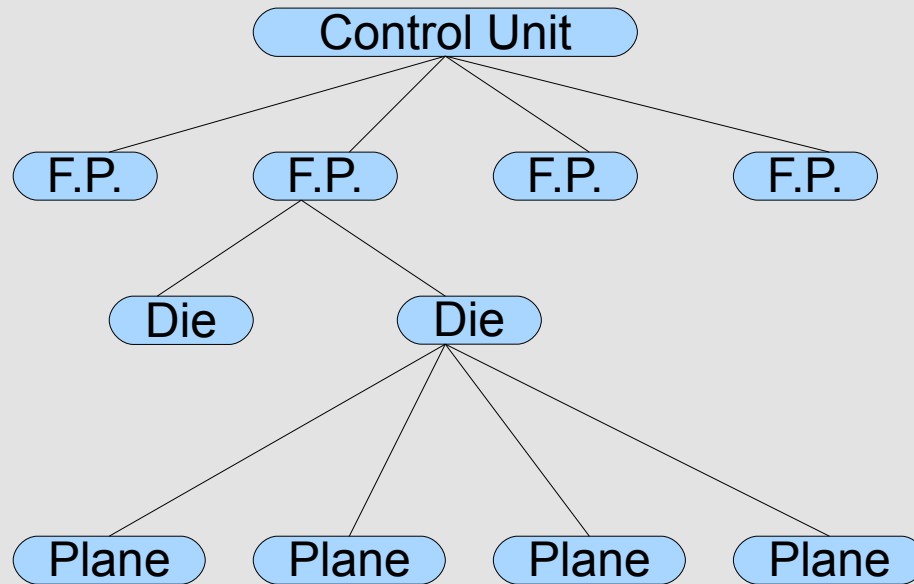 Control Unit
F.P. F.P. F.P. F.P.
Die Die
Plane Plane Plane Plane